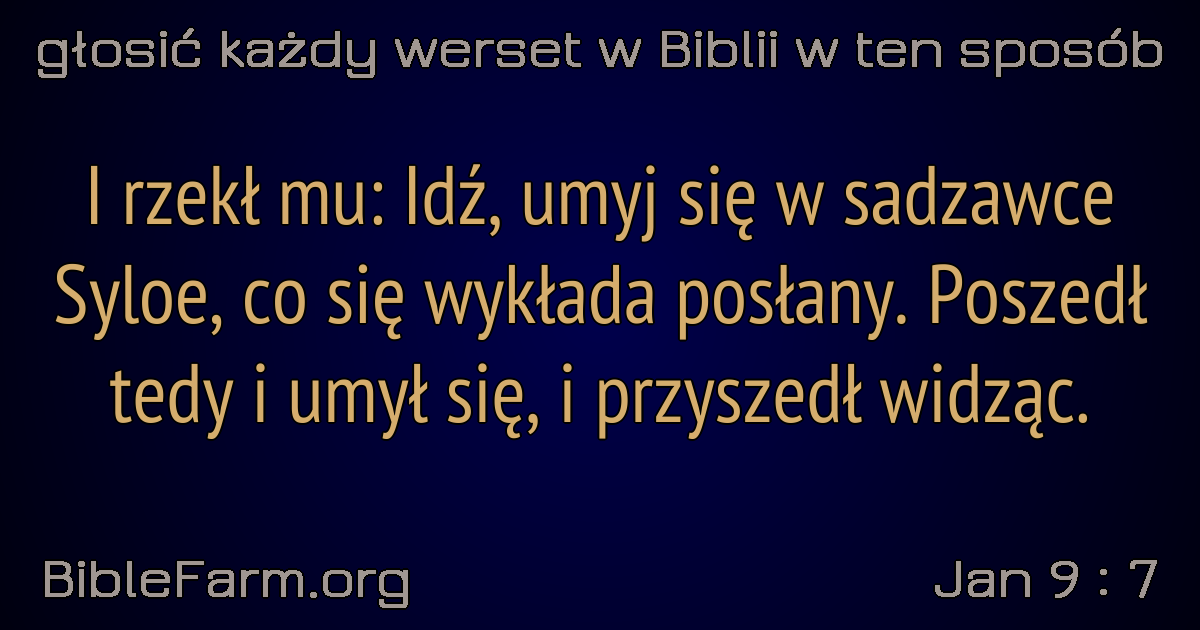 głosić każdy werset w Biblii w ten sposób
I rzekł mu: Idź, umyj się w sadzawce
Syloe, co się wykłada posłany. Poszedł
tedy i umył się, i przyszedł widząc.
BibleFarm.org
Jan 9 : 7